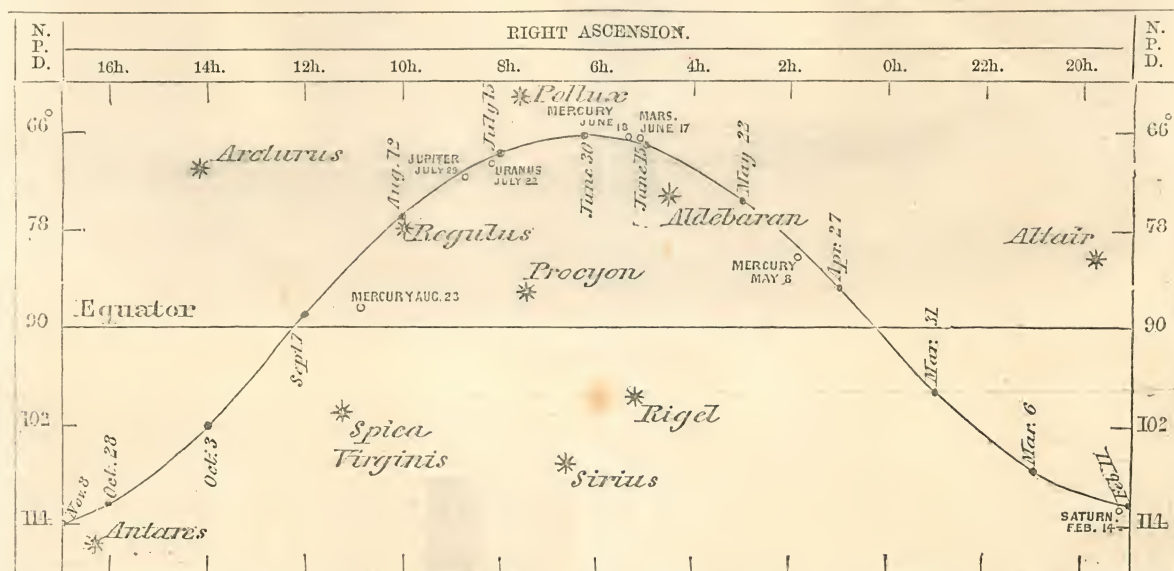 N. P. D.
RIGHT ASCENSION.
N. P. D.
16h. 14h. 12h. 10h. 8h. 6h. 4h. 2h. 0h. 22h. 20h.
66°
Pollux
July 15
MERCURY
JUNE 18
MARS.
JUNE 17
66
Arcturus
JUPITER
JULY 29
URANUS
JULY 22
June 30
June 15
May 22
Aug. 12
Aldebaran
78
Regulus
Altair
78
Procyon
MERCURY
MAY 8
Apr. 27
Equator
MERCURY AUG. 23
90
90
Sept 7
Mar. 31
Rigel
102
Spica
Virginis
102
Oct. 3
Oct. 28
Sirius
Mar. 6
Nov. 8
Feb. 11
SATURN.
FEB. 14
114
114
Antares